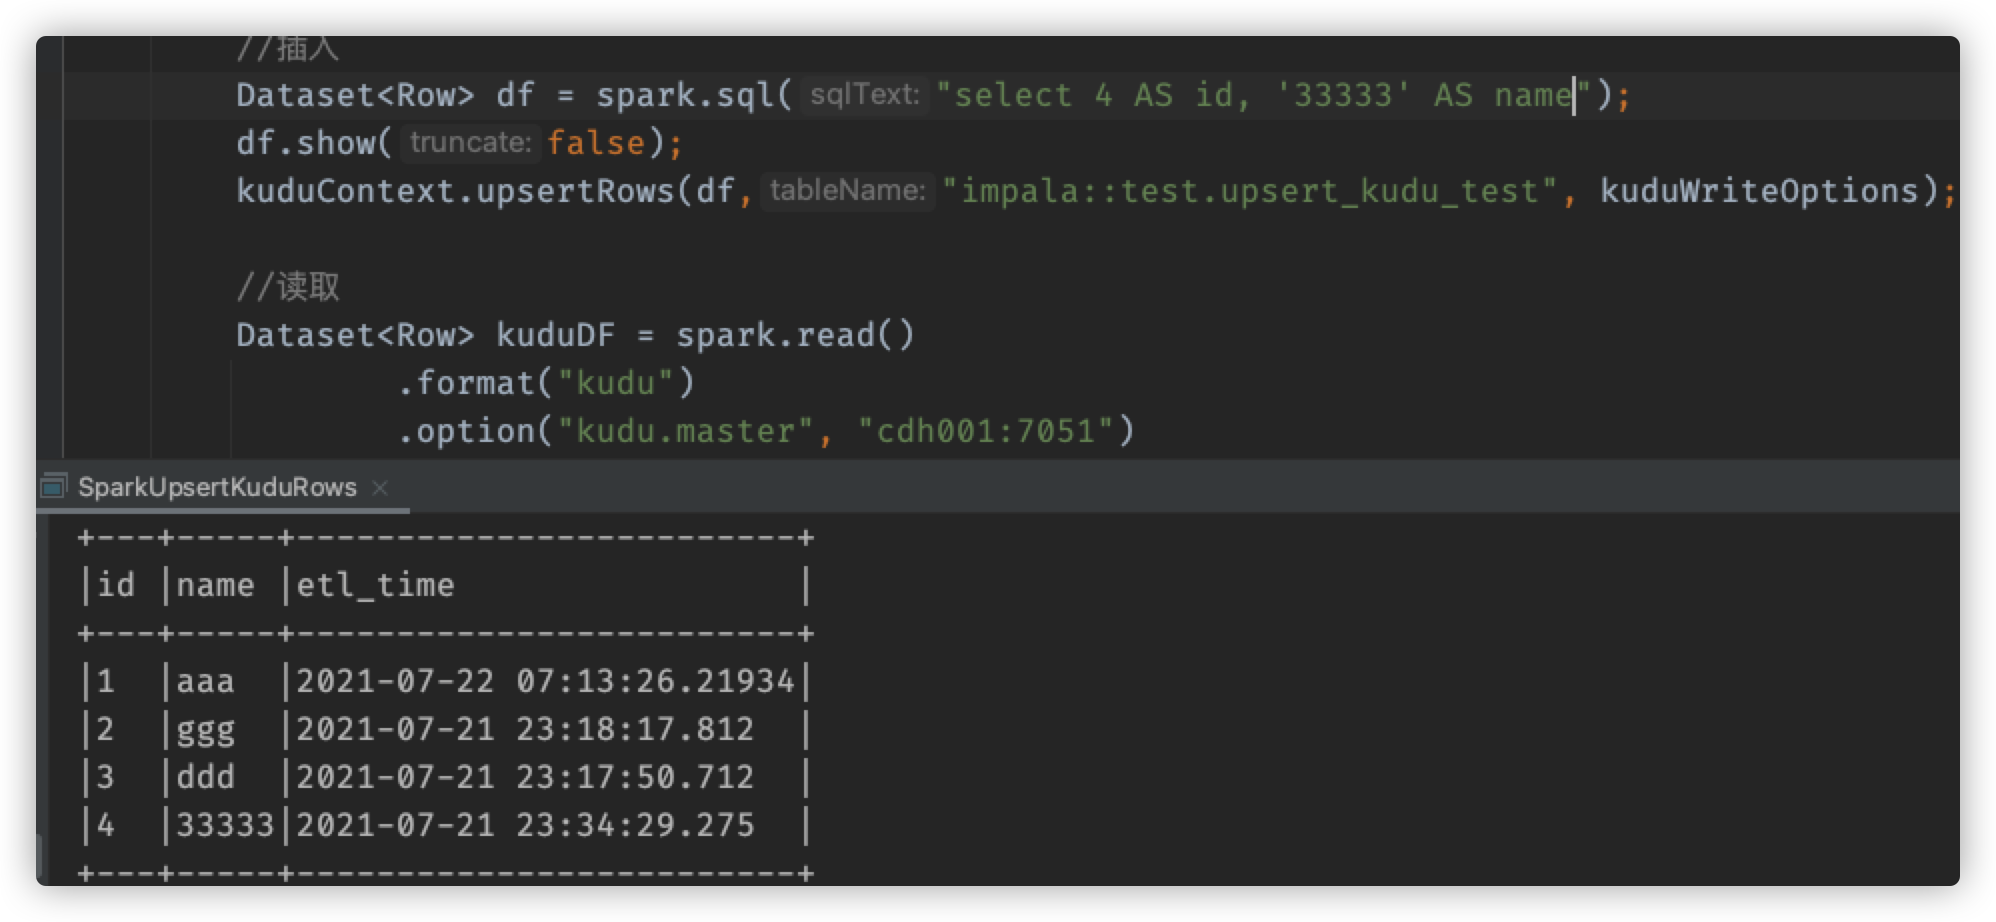 //插入
Dataset<Row> df = spark.sql( sqlText: "select 4 AS id, '33333' AS name");
df.show( truncate: false);
kuduContext.upsertRows(df, tableName: "impala::test.upsert_kudu_test", kuduWriteOptions);
//读取
Dataset<Row> kuduDF = spark.read()
.format("kudu")
.option("kudu.master", "cdh001:7051")
SparkUpsertKuduRows ×
+---+-----+-------------------------+
|id |name |etl_time                 |
+---+-----+-------------------------+
|1  |aaa  |2021-07-22 07:13:26.21934|
|2  |ggg  |2021-07-21 23:18:17.812  |
|3  |ddd  |2021-07-21 23:17:50.712  |
|4  |33333|2021-07-21 23:34:29.275  |
+---+-----+-------------------------+